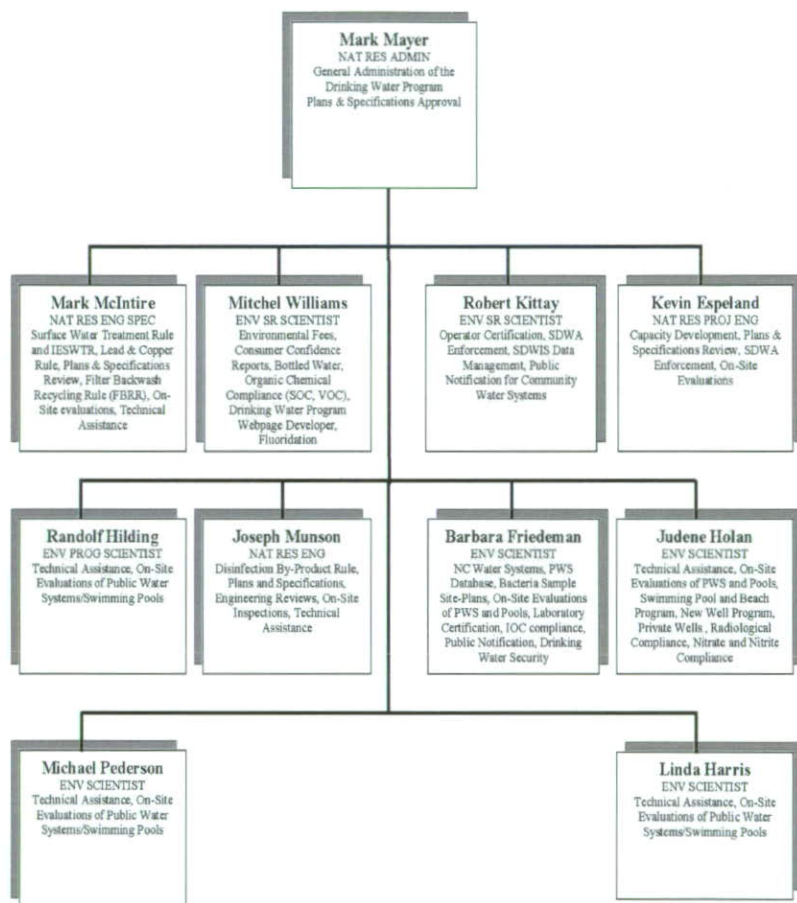 Mark Mayer
NAT RES ADMIN
General Administration of the
Drinking Water Program
Plans & Specifications Approval
Mark McIntire
NAT RES ENG SPEC
Surface Water Treatment Rule
and IESWTR, Lead & Copper
Rule, Plans & Specifications
Review, Filter Backwash
Recycling Rule (FBRR), On-
Site evaluations, Technical
Assistance
Mitchel Williams
ENV SR SCIENTIST
Environmental Fees,
Consumer Confidence
Reports, Bottled Water,
Organic Chemical
Compliance (SOC, VOC),
Drinking Water Program
Webpage Developer,
Fluoridation
Robert Kittay
ENV SR SCIENTIST
Operator Certification, SDWA
Enforcement, SDWIS Data
Management, Public
Notification for Community
Water Systems
Kevin Espeland
NAT RES PROJ ENG
Capacity Development, Plans &
Specifications Review, SDWA
Enforcement, On-Site
Evaluations
Randolf Hilding
ENV PROG SCIENTIST
Technical Assistance, On-Site
Evaluations of Public Water
Systems/Swimming Pools
Joseph Munson
NAT RES ENG
Disinfection By-Product Rule,
Plans and Specifications,
Engineering Reviews, On-Site
Inspections, Technical
Assistance
Barbara Friedeman
ENV SCIENTIST
NC Water Systems, PWS
Database, Bacteria Sample
Site-Plans, On-Site Evaluations
of PWS and Pools, Laboratory
Certification, IOC compliance,
Public Notification, Drinking
Water Security
Judene Holan
ENV SCIENTIST
Technical Assistance, On-Site
Evaluations of PWS and Pools,
Swimming Pool and Beach
Program, New Well Program,
Private Wells , Radiological
Compliance, Nitrate and Nitrite
Compliance
Michael Pederson
ENV SCIENTIST
Technical Assistance, On-Site
Evaluations of Public Water
Systems/Swimming Pools
Linda Harris
ENV SCIENTIST
Technical Assistance, On-Site
Evaluations of Public Water
Systems/Swimming Pools